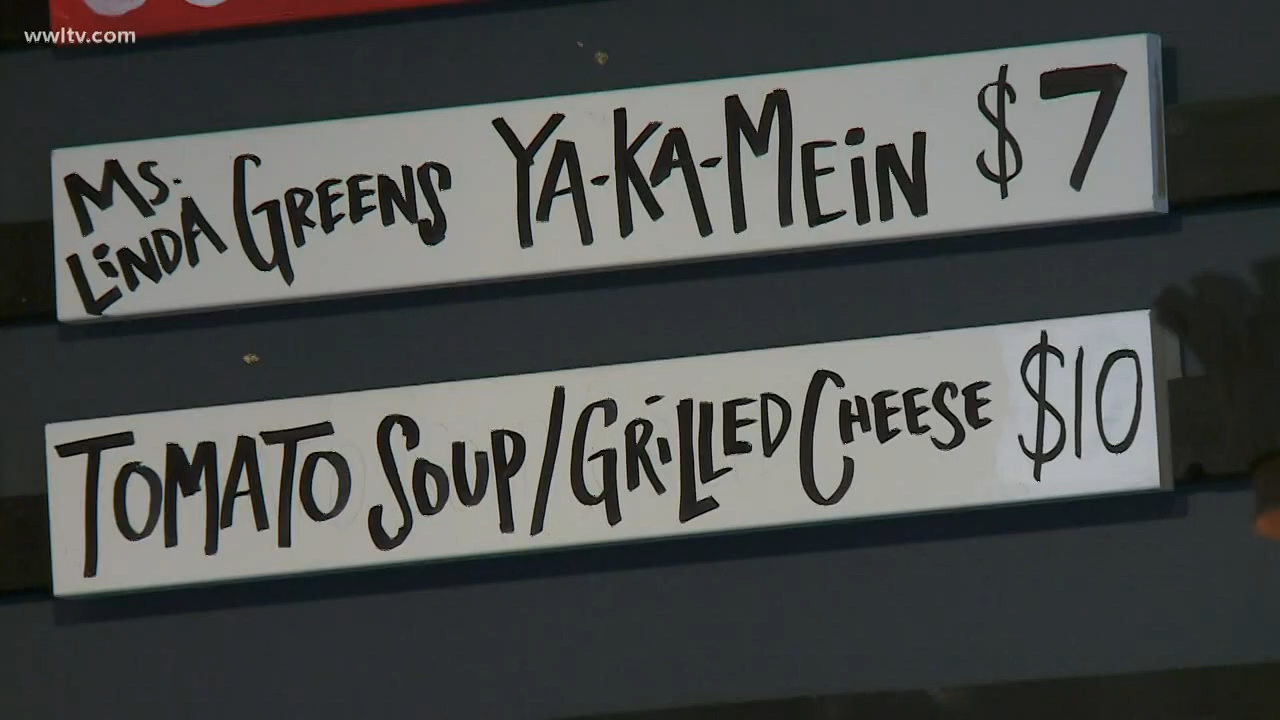 wwltv.com
Ms. LiNDA GREENS YA-KA-MEiN $7
TOMATO SOUP/GRiLLED CHEESE $10